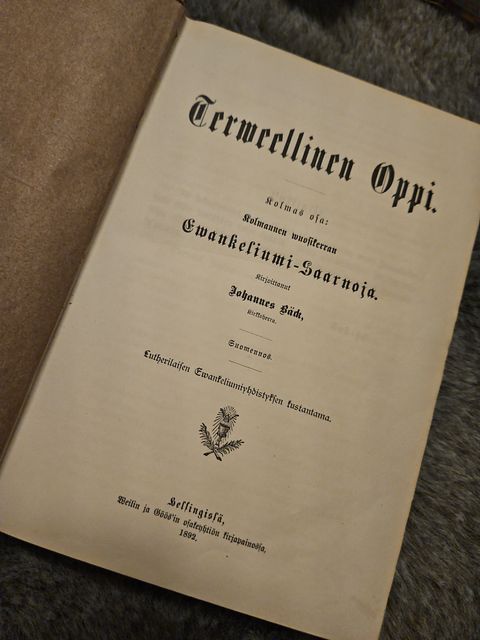 Terweellinen Oppi.
Kolmas osa:
Kolmannen wuosikerran
Ewankeliumi-Saarnoja.
Kirjoittanut
Johannes Bäck,
Kirkkoherra.
Suomennos.
Lutherilaisen Ewankeliumiyhdistyksen kustantama.
Helsingissä,
Weilin ja Göös'in osakeyhtiön kirjapainossa,
1892.